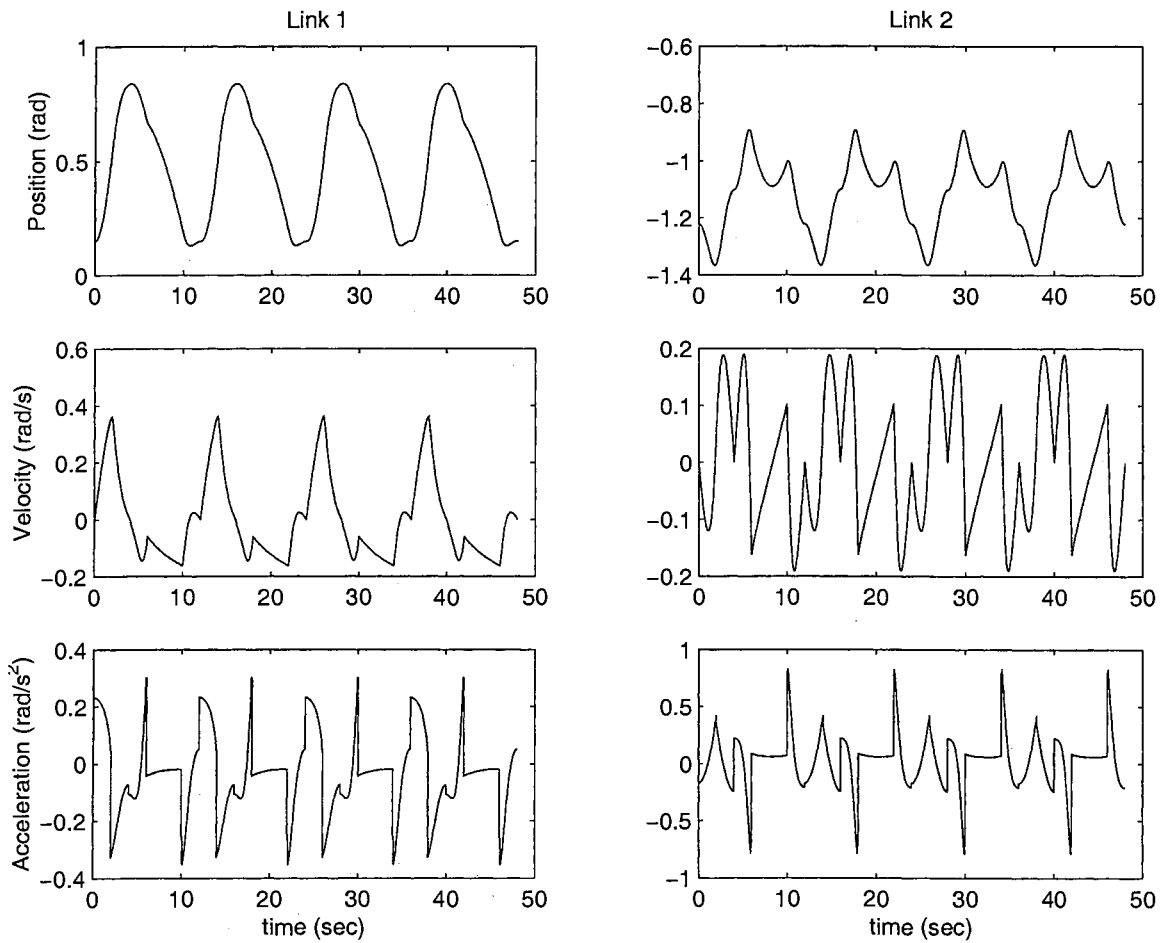 Link 1
Link 2
Position (rad)
1
0.5
0
0 10 20 30 40 50
-0.6
-0.8
-1
-1.2
-1.4
0 10 20 30 40 50
Velocity (rad/s)
0.6
0.4
0.2
0
-0.2
0 10 20 30 40 50
0.2
0.1
0
-0.1
-0.2
0 10 20 30 40 50
Acceleration (rad/s²)
0.4
0.2
0
-0.2
-0.4
0 10 20 30 40 50
time (sec)
1
0.5
0
-0.5
-1
0 10 20 30 40 50
time (sec)